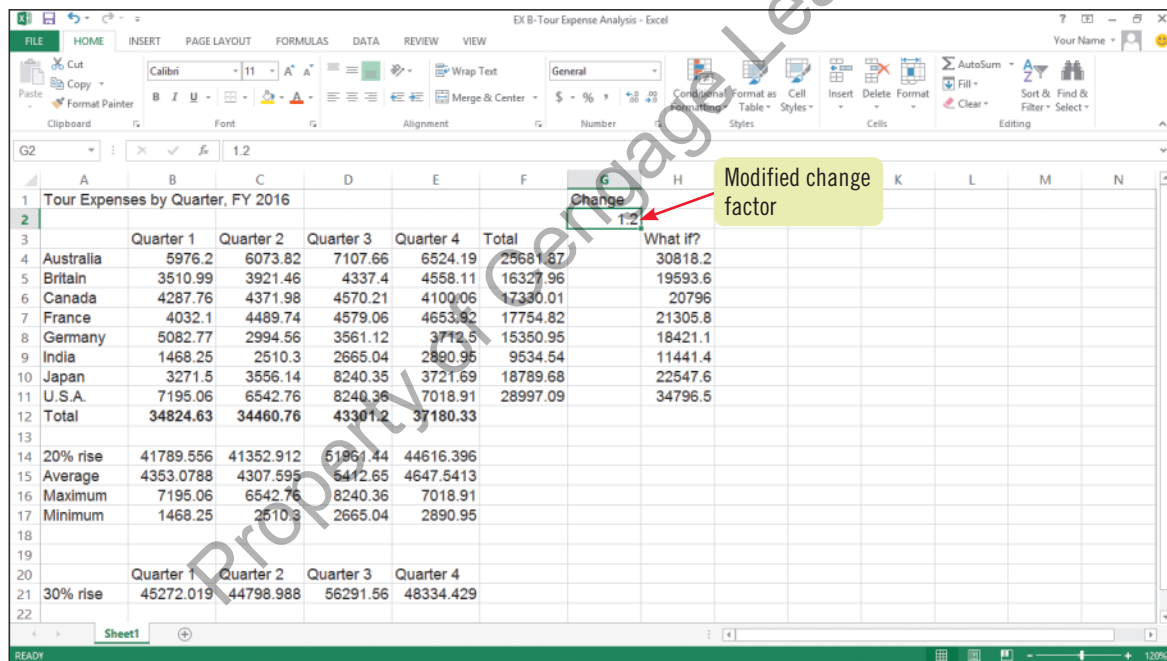 EX B-Tour Expense Analysis - Excel
FILE HOME INSERT PAGE LAYOUT FORMULAS DATA REVIEW VIEW Your Name
Paste Cut Copy Format Painter
Calibri 11 Wrap Text General
B I U Merge & Center $ % ,
Conditional Formatting Format as Table Cell Styles
Insert Delete Format
AutoSum Fill Clear Sort & Filter Find & Select
Clipboard Font Alignment Number Styles Cells Editing
G2 fx 1.2
A B C D E F G H K L M N
1 Tour Expenses by Quarter, FY 2016 Change
2 1.2
Modified change
factor
3 Quarter 1 Quarter 2 Quarter 3 Quarter 4 Total What if?
4 Australia 5976.2 6073.82 7107.66 6524.19 25681.87 30818.2
5 Britain 3510.99 3921.46 4337.4 4558.11 16327.96 19593.6
6 Canada 4287.76 4371.98 4570.21 4100.06 17330.01 20796
7 France 4032.1 4489.74 4579.06 4653.92 17754.82 21305.8
8 Germany 5082.77 2994.56 3561.12 3712.5 15350.95 18421.1
9 India 1468.25 2510.3 2665.04 2890.95 9534.54 11441.4
10 Japan 3271.5 3556.14 8240.35 3721.69 18789.68 22547.6
11 U.S.A. 7195.06 6542.76 8240.36 7018.91 28997.09 34796.5
12 Total 34824.63 34460.76 43301.2 37180.33
13
14 20% rise 41789.556 41352.912 51961.44 44616.396
15 Average 4353.0788 4307.595 5412.65 4647.5413
16 Maximum 7195.06 6542.76 8240.36 7018.91
17 Minimum 1468.25 2510.3 2665.04 2890.95
18
19
20 Quarter 1 Quarter 2 Quarter 3 Quarter 4
21 30% rise 45272.019 44798.988 56291.56 48334.429
22
Sheet1
READY 120%
Property of Cengage Lea